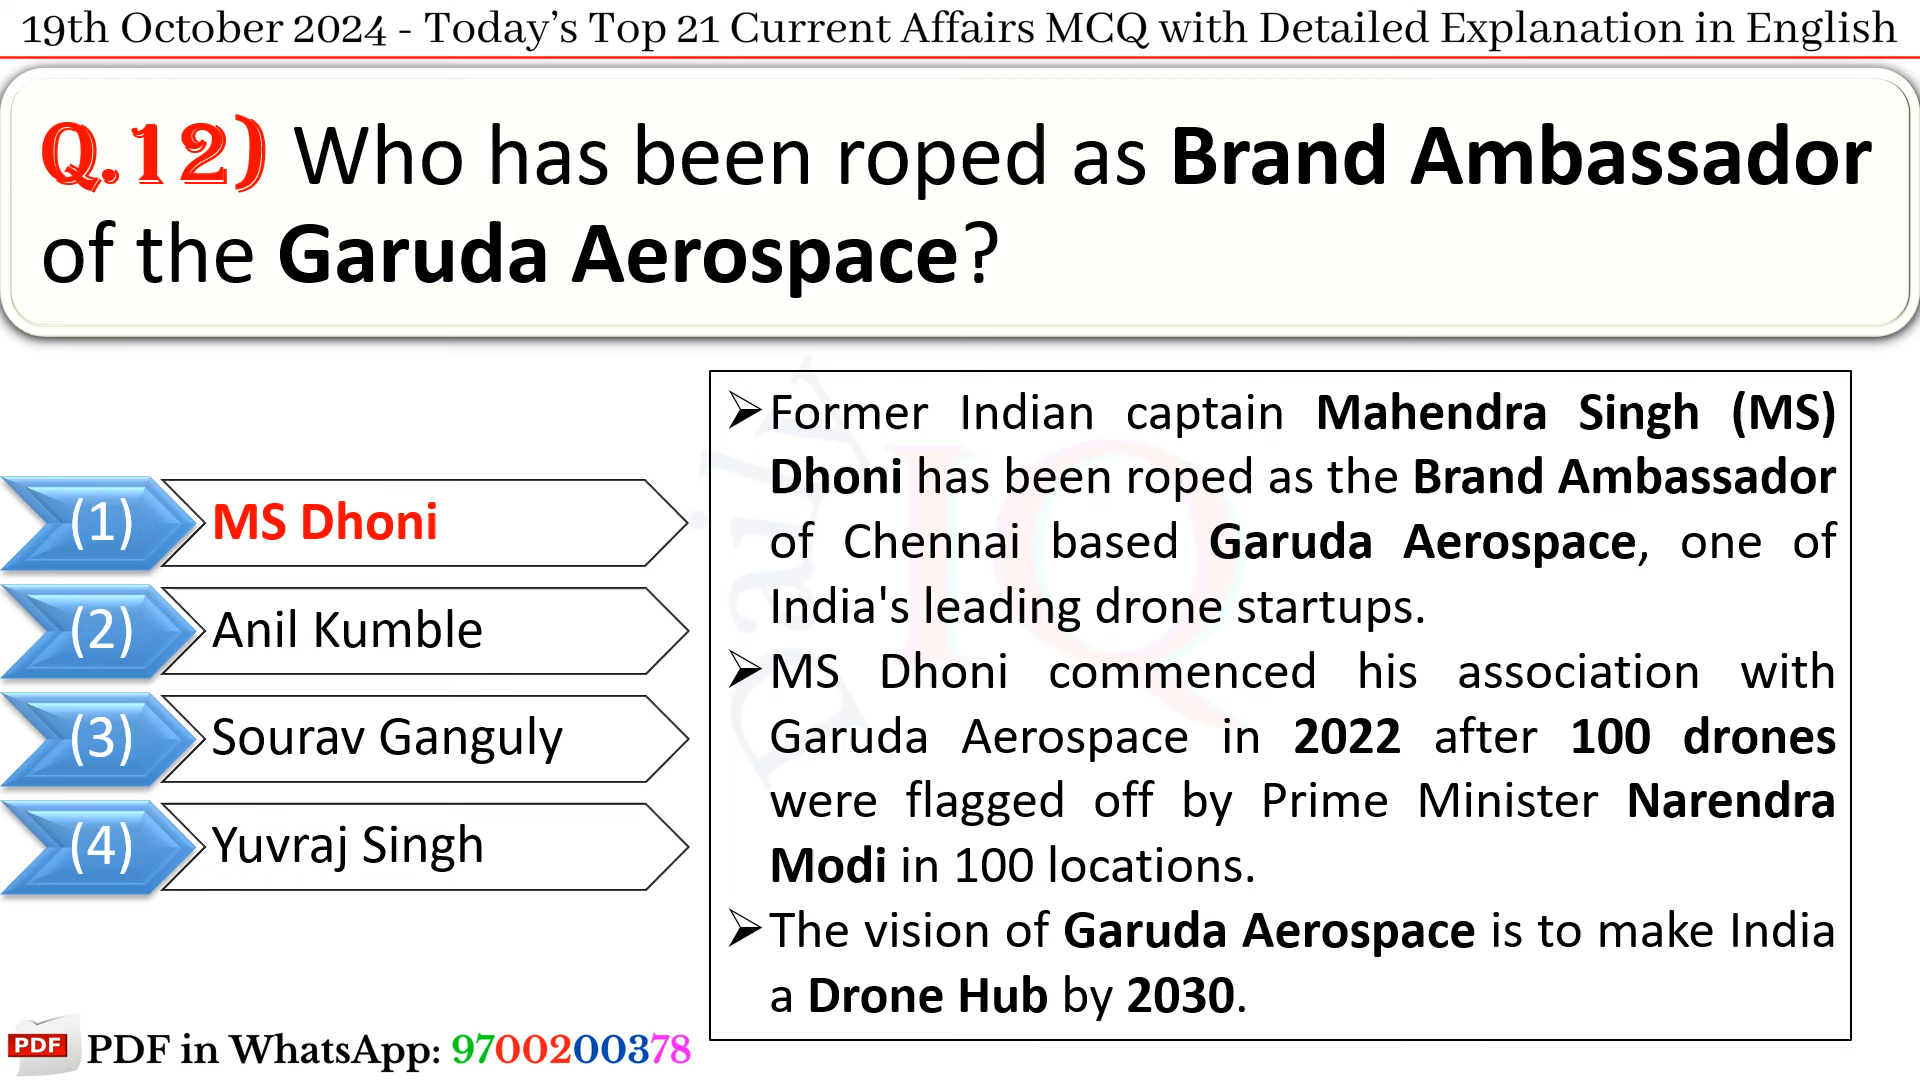 19th October 2024 - Today’s Top 21 Current Affairs MCQ with Detailed Explanation in English
Q.12) Who has been roped as Brand Ambassador
of the Garuda Aerospace?
(1) MS Dhoni
(2) Anil Kumble
(3) Sourav Ganguly
(4) Yuvraj Singh
➢Former Indian captain Mahendra Singh (MS)
Dhoni has been roped as the Brand Ambassador
of Chennai based Garuda Aerospace, one of
India's leading drone startups.
➢MS Dhoni commenced his association with
Garuda Aerospace in 2022 after 100 drones
were flagged off by Prime Minister Narendra
Modi in 100 locations.
➢The vision of Garuda Aerospace is to make India
a Drone Hub by 2030.
Daily
IQ
PDF PDF in WhatsApp: 9700200378